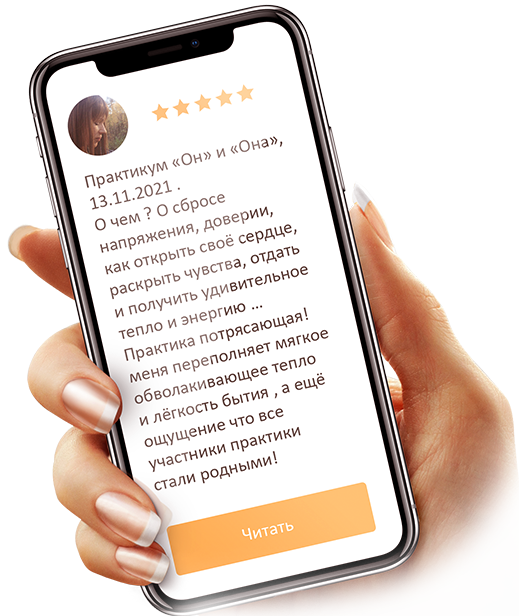 Практикум «Он» и «Она»,
13.11.2021 .
О чем ? О сбросе
напряжения, доверии,
как открыть своё сердце,
раскрыть чувства, отдать
и получить удивительное
тепло и энергию ...
Практика потрясающая!
меня переполняет мягкое
обволакивающее тепло
и лёгкость бытия , а ещё
ощущение что все
участники практики
стали родными!
Читать